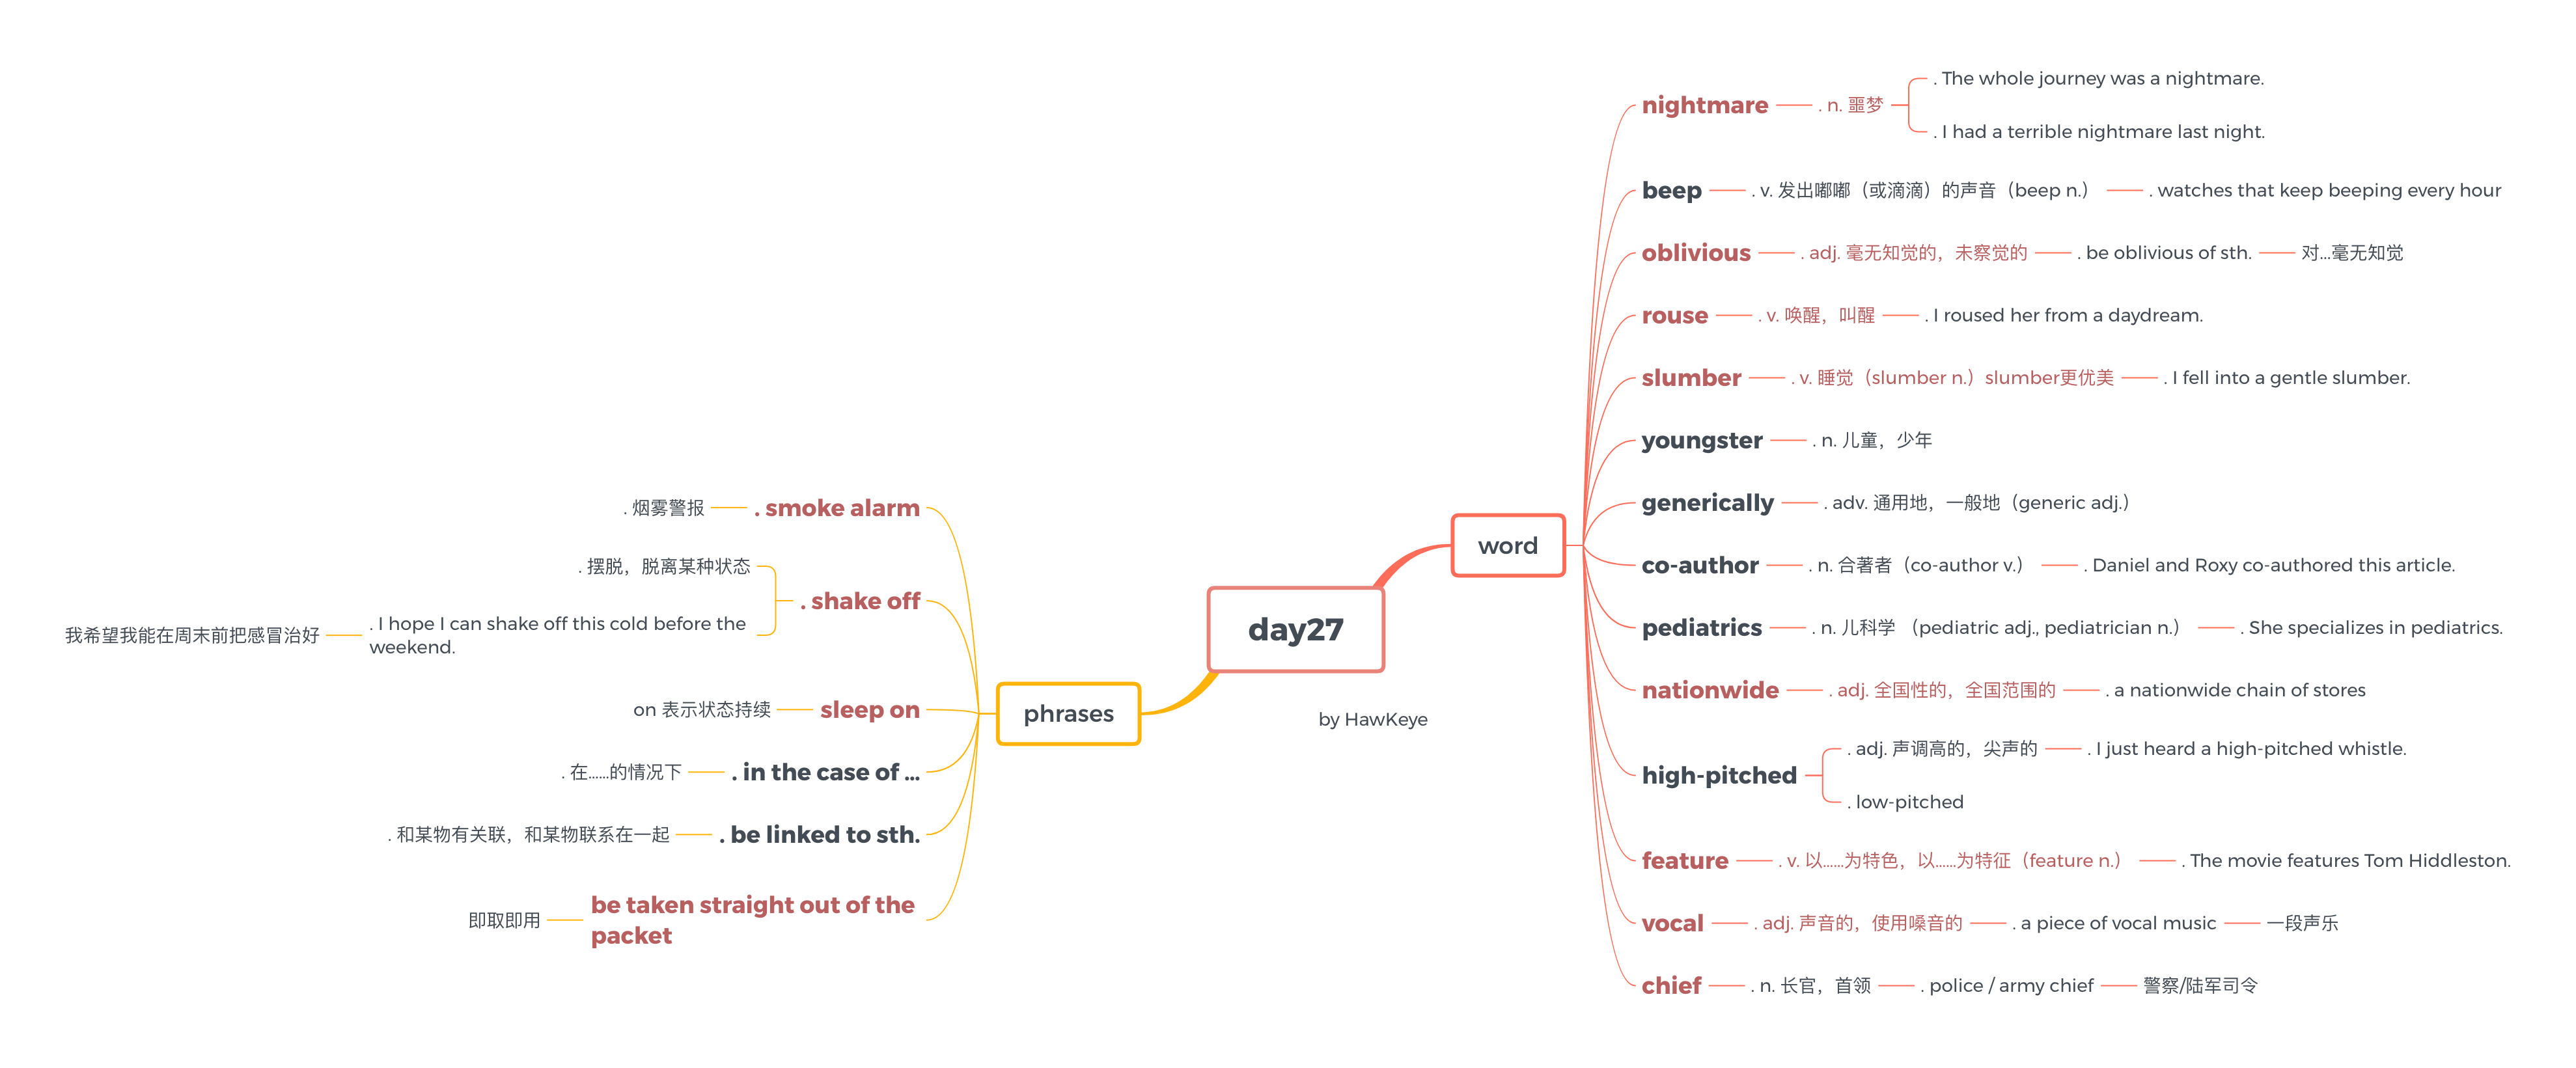 day27
by HawKeye
word
nightmare
. n. 噩梦
. The whole journey was a nightmare.
. I had a terrible nightmare last night.
beep
. v. 发出嘟嘟（或滴滴）的声音（beep n.）
. watches that keep beeping every hour
oblivious
. adj. 毫无知觉的，未察觉的
. be oblivious of sth.
对...毫无知觉
rouse
. v. 唤醒，叫醒
. I roused her from a daydream.
slumber
. v. 睡觉（slumber n.）slumber更优美
. I fell into a gentle slumber.
youngster
. n. 儿童，少年
generically
. adv. 通用地，一般地（generic adj.）
co-author
. n. 合著者（co-author v.）
. Daniel and Roxy co-authored this article.
pediatrics
. n. 儿科学 （pediatric adj., pediatrician n.）
. She specializes in pediatrics.
nationwide
. adj. 全国性的，全国范围的
. a nationwide chain of stores
high-pitched
. adj. 声调高的，尖声的
. I just heard a high-pitched whistle.
. low-pitched
feature
. v. 以......为特色，以......为特征（feature n.）
. The movie features Tom Hiddleston.
vocal
. adj. 声音的，使用嗓音的
. a piece of vocal music
一段声乐
chief
. n. 长官，首领
. police / army chief
警察/陆军司令
phrases
. smoke alarm
. 烟雾警报
. shake off
. 摆脱，脱离某种状态
. I hope I can shake off this cold before the
weekend.
我希望我能在周末前把感冒治好
sleep on
on 表示状态持续
. in the case of ...
. 在......的情况下
. be linked to sth.
. 和某物有关联，和某物联系在一起
be taken straight out of the
packet
即取即用